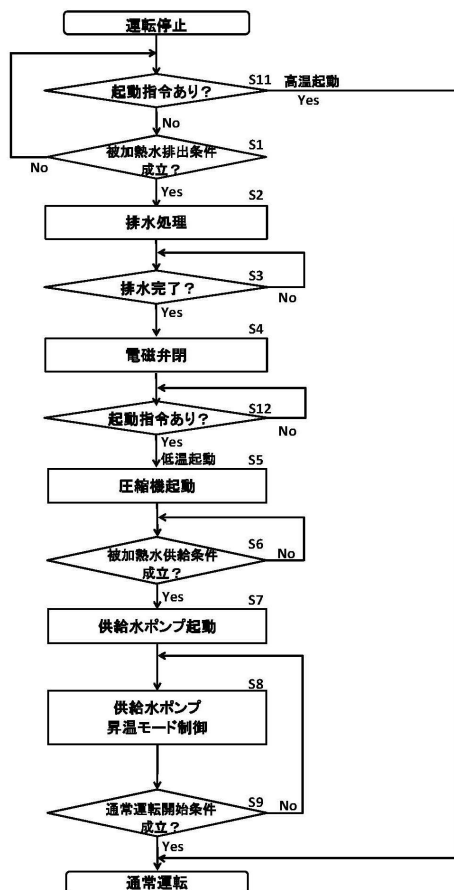 運転停止
S11
高温起動
起動指令あり？
Yes
No
S1
被加熱水排出条件
成立？
No
Yes
S2
排水処理
S3
排水完了？
No
Yes
S4
電磁弁閉
S12
起動指令あり？
No
Yes
低温起動
S5
圧縮機起動
S6
被加熱水供給条件
成立？
No
Yes
S7
供給水ポンプ起動
S8
供給水ポンプ
昇温モード制御
S9
通常運転開始条件
成立？
No
Yes
通常運転